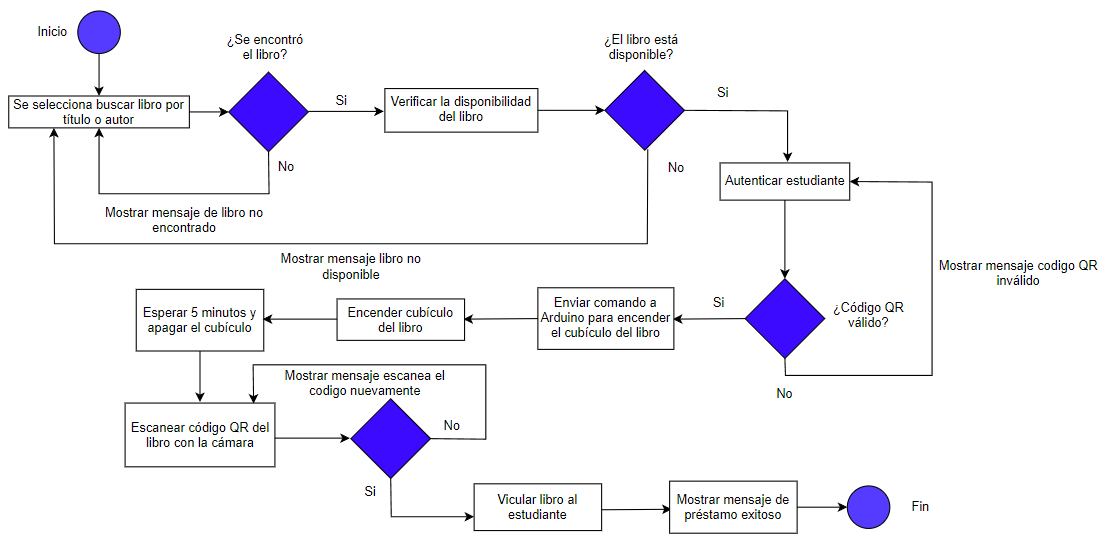 Inicio
¿Se encontró
el libro?
¿El libro está
disponible?
Se selecciona buscar libro por
título o autor
Si
Verificar la disponibilidad
del libro
Si
No
No
Autenticar estudiante
Mostrar mensaje de libro no
encontrado
Mostrar mensaje libro no
disponible
Mostrar mensaje codigo QR
inválido
Esperar 5 minutos y
apagar el cubículo
Encender cubículo
del libro
Enviar comando a
Arduino para encender
el cubículo del libro
Si
¿Código QR
válido?
No
Mostrar mensaje escanea el
codigo nuevamente
Escanear código QR del
libro con la cámara
No
Si
Vicular libro al
estudiante
Mostrar mensaje de
préstamo exitoso
Fin